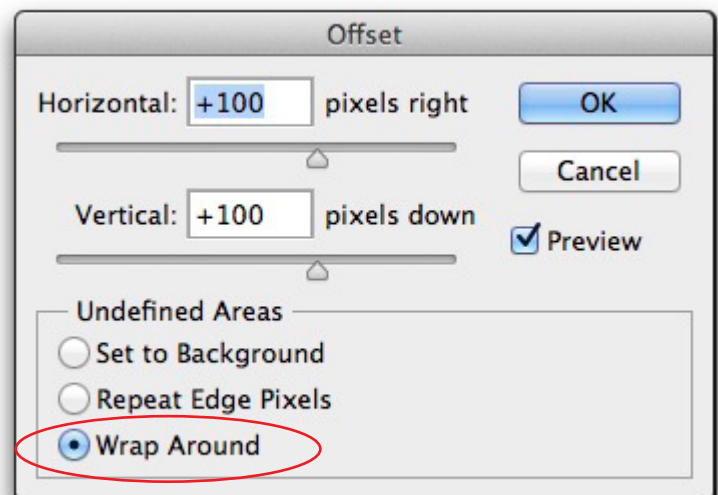 Offset
Horizontal: +100 pixels right OK
Cancel
Vertical: +100 pixels down
Preview
Undefined Areas
Set to Background
Repeat Edge Pixels
Wrap Around